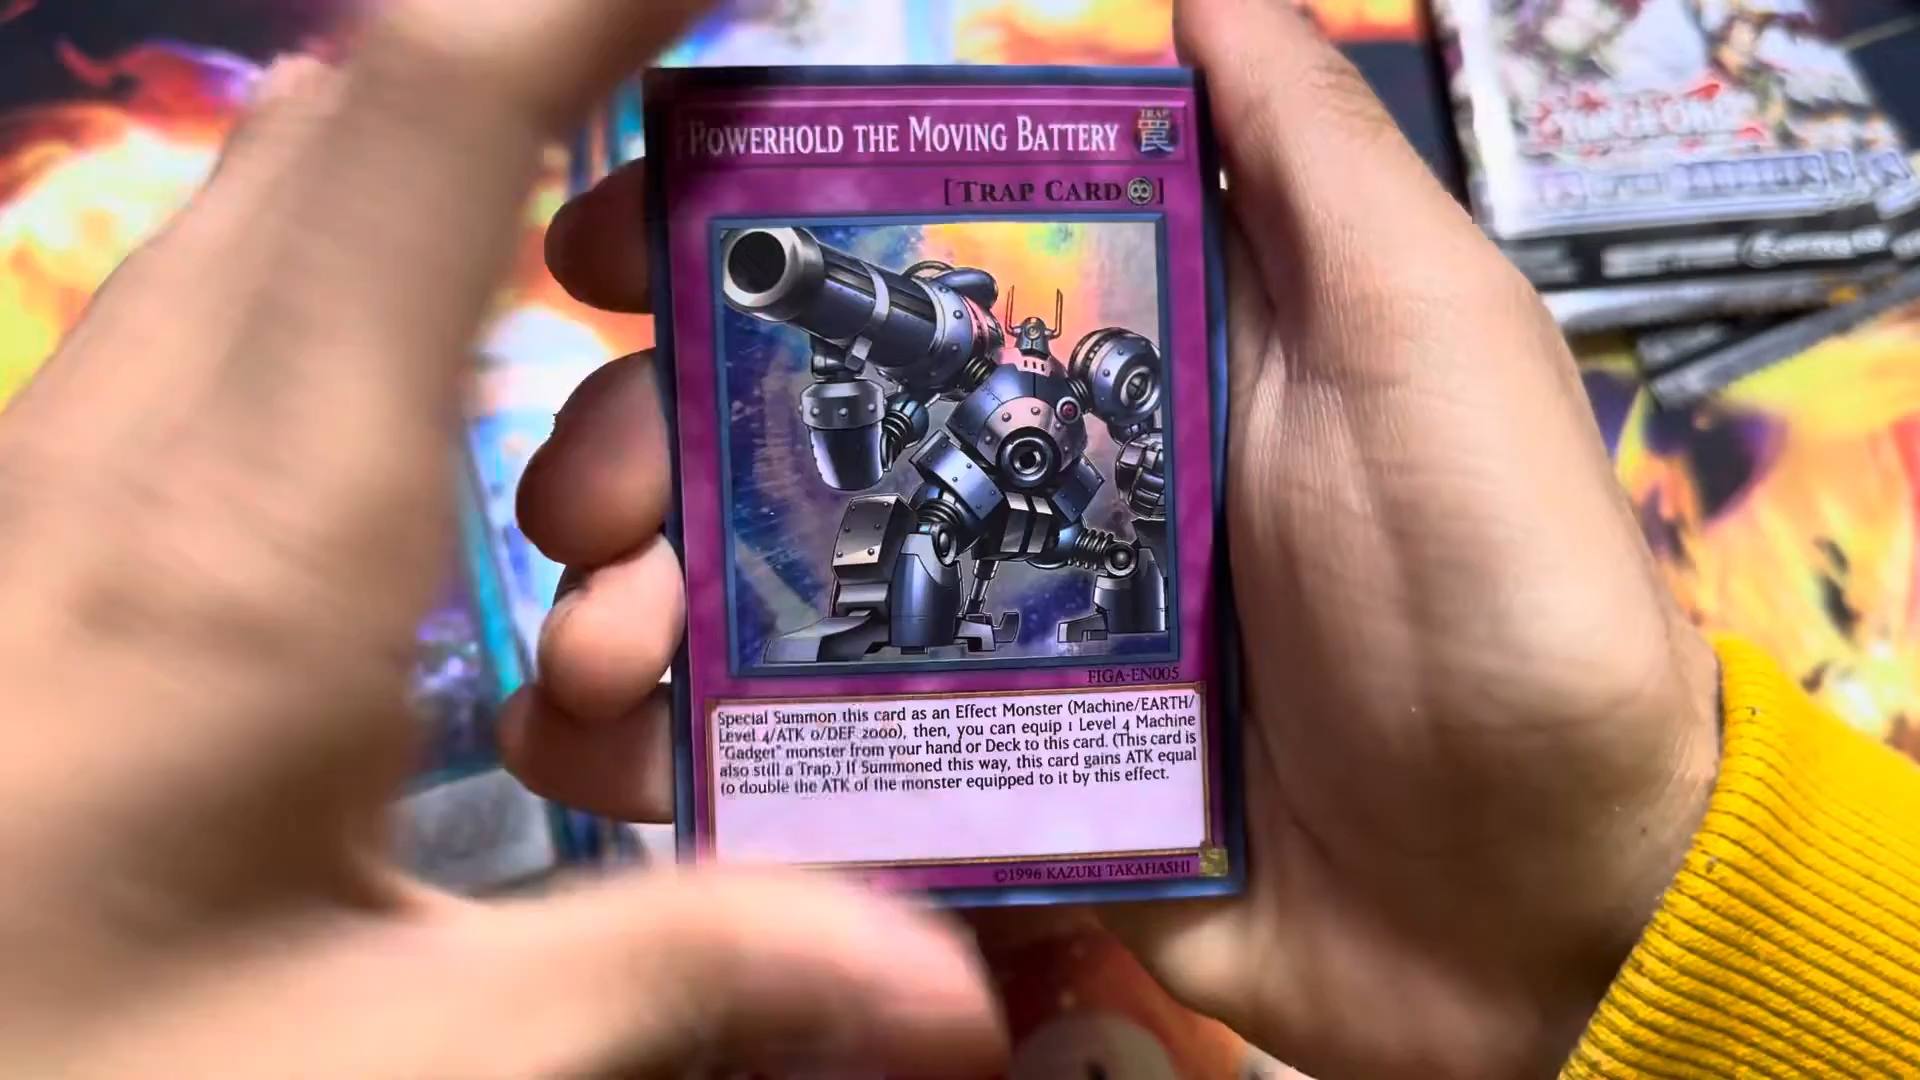 POWERHOLD THE MOVING BATTERY
TRAP
罠
[TRAP CARD]
FIGA-EN005
Special Summon this card as an Effect Monster (Machine/EARTH/
Level 4/ATK 0/DEF 2000), then, you can equip 1 Level 4 Machine
"Gadget" monster from your hand or Deck to this card. (This card is
also still a Trap.) If Summoned this way, this card gains ATK equal
to double the ATK of the monster equipped to it by this effect.
©1996 KAZUKI TAKAHASHI